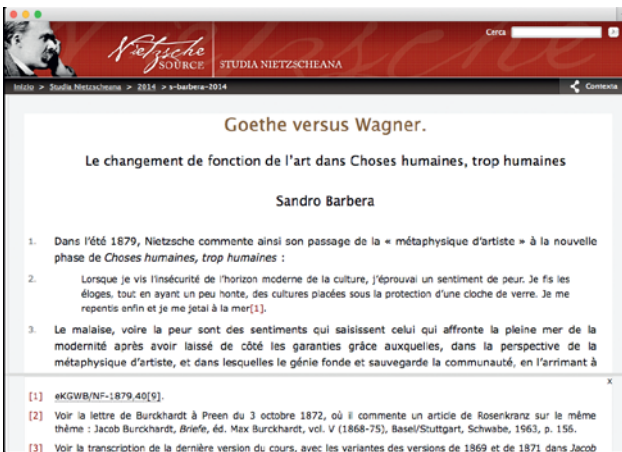 Cerca
Nietzsche
SOURCE
STUDIA NIETZSCHEANA
Inizio > Studia Nietzscheana > 2014 > s-barbera-2014
Contexta
Goethe versus Wagner.
Le changement de fonction de l'art dans Choses humaines, trop humaines
Sandro Barbera
1. Dans l'été 1879, Nietzsche commente ainsi son passage de la « métaphysique d'artiste » à la nouvelle
phase de Choses humaines, trop humaines :
2. Lorsque je vis l'insécurité de l'horizon moderne de la culture, j'éprouvai un sentiment de peur. Je fis les
éloges, tout en ayant un peu honte, des cultures placées sous la protection d'une cloche de verre. Je me
repentis enfin et je me jetai à la mer[1].
3. Le malaise, voire la peur sont des sentiments qui saisissent celui qui affronte la pleine mer de la
modernité après avoir laissé de côté les garanties grâce auxquelles, dans la perspective de la
métaphysique d'artiste, et dans lesquelles le génie fonde et sauvegarde la communauté, en l'arrimant à
x
[1] eKGWB/NF-1879,40[9].
[2] Voir la lettre de Burckhardt à Preen du 3 octobre 1872, où il commente un article de Rosenkranz sur le même
thème : Jacob Burckhardt, Briefe, éd. Max Burckhardt, vol. V (1868-75), Basel/Stuttgart, Schwabe, 1963, p. 156.
[3] Voir la transcription de la dernière version du cours, avec les variantes des versions de 1869 et de 1871 dans Jacob